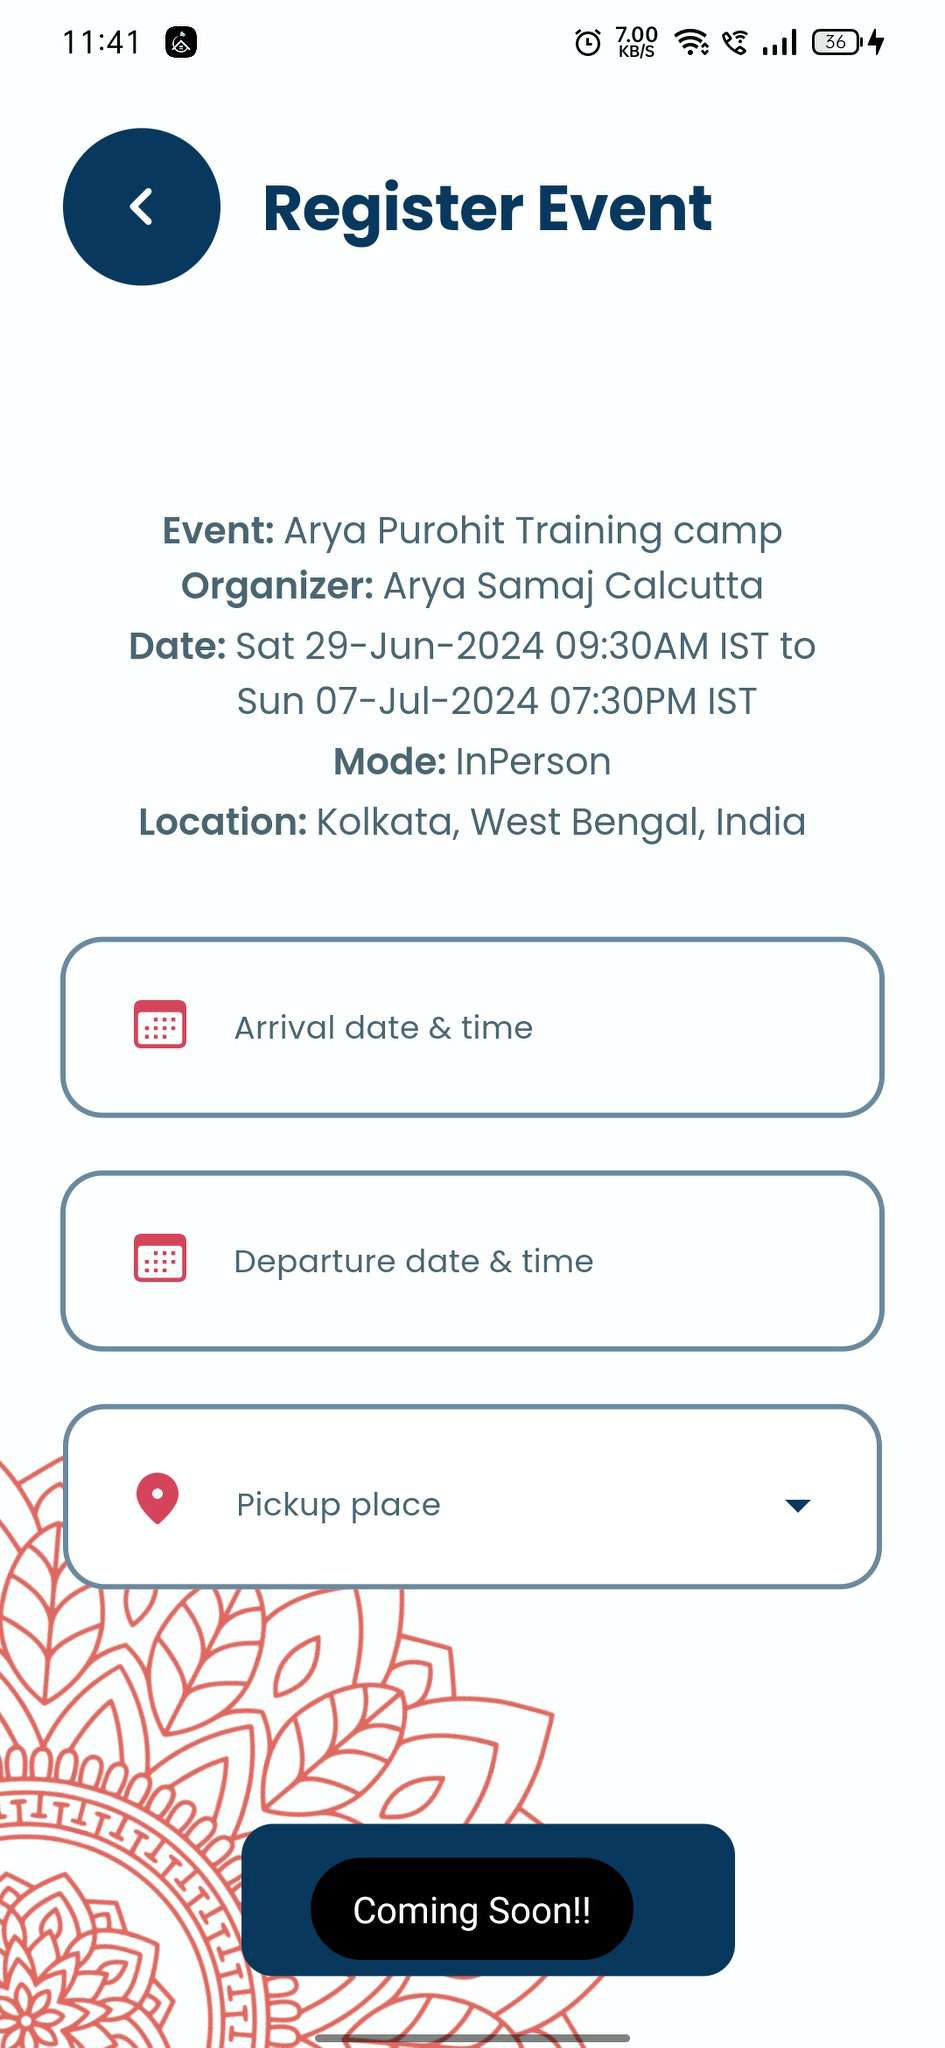 11:41
7.00
KB/S
36
Register Event
Event: Arya Purohit Training camp
Organizer: Arya Samaj Calcutta
Date: Sat 29-Jun-2024 09:30AM IST to
Sun 07-Jul-2024 07:30PM IST
Mode: InPerson
Location: Kolkata, West Bengal, India
Arrival date & time
Departure date & time
Pickup place
Coming Soon!!